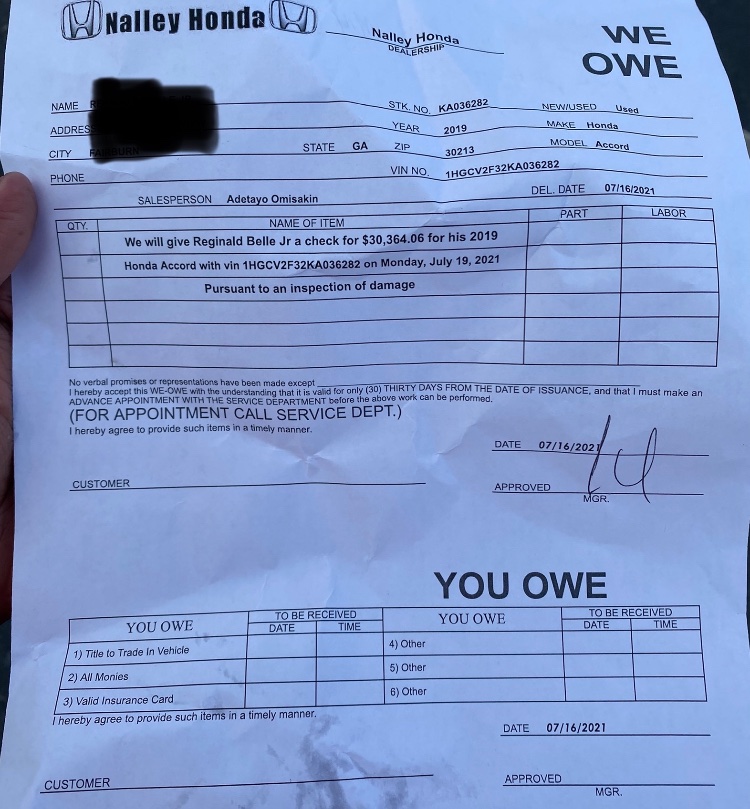 Nalley Honda
Nalley Honda
DEALERSHIP
WE
OWE
NAME
STK. NO. KA036282 NEW/USED Used
ADDRES
YEAR 2019 MAKE Honda
CITY STATE GA ZIP 30213 MODEL Accord
PHONE VIN NO. 1HGCV2F32KA036282
SALESPERSON Adetayo Omisakin DEL. DATE 07/16/2021
QTY. NAME OF ITEM PART LABOR
We will give Reginald Belle Jr a check for $30,364.06 for his 2019
Honda Accord with vin 1HGCV2F32KA036282 on Monday, July 19, 2021
Pursuant to an inspection of damage
No verbal promises or representations have been made except
I hereby accept this WE-OWE with the understanding that it is valid for only (30) THIRTY DAYS FROM THE DATE OF ISSUANCE, and that I must make an
ADVANCE APPOINTMENT WITH THE SERVICE DEPARTMENT before the above work can be performed.
(FOR APPOINTMENT CALL SERVICE DEPT.)
I hereby agree to provide such items in a timely manner.
DATE 07/16/2021
CUSTOMER APPROVED
MGR.
YOU OWE
YOU OWE TO BE RECEIVED YOU OWE TO BE RECEIVED
DATE TIME DATE TIME
1) Title to Trade In Vehicle 4) Other
2) All Monies 5) Other
3) Valid Insurance Card 6) Other
I hereby agree to provide such items in a timely manner.
DATE 07/16/2021
CUSTOMER APPROVED
MGR.